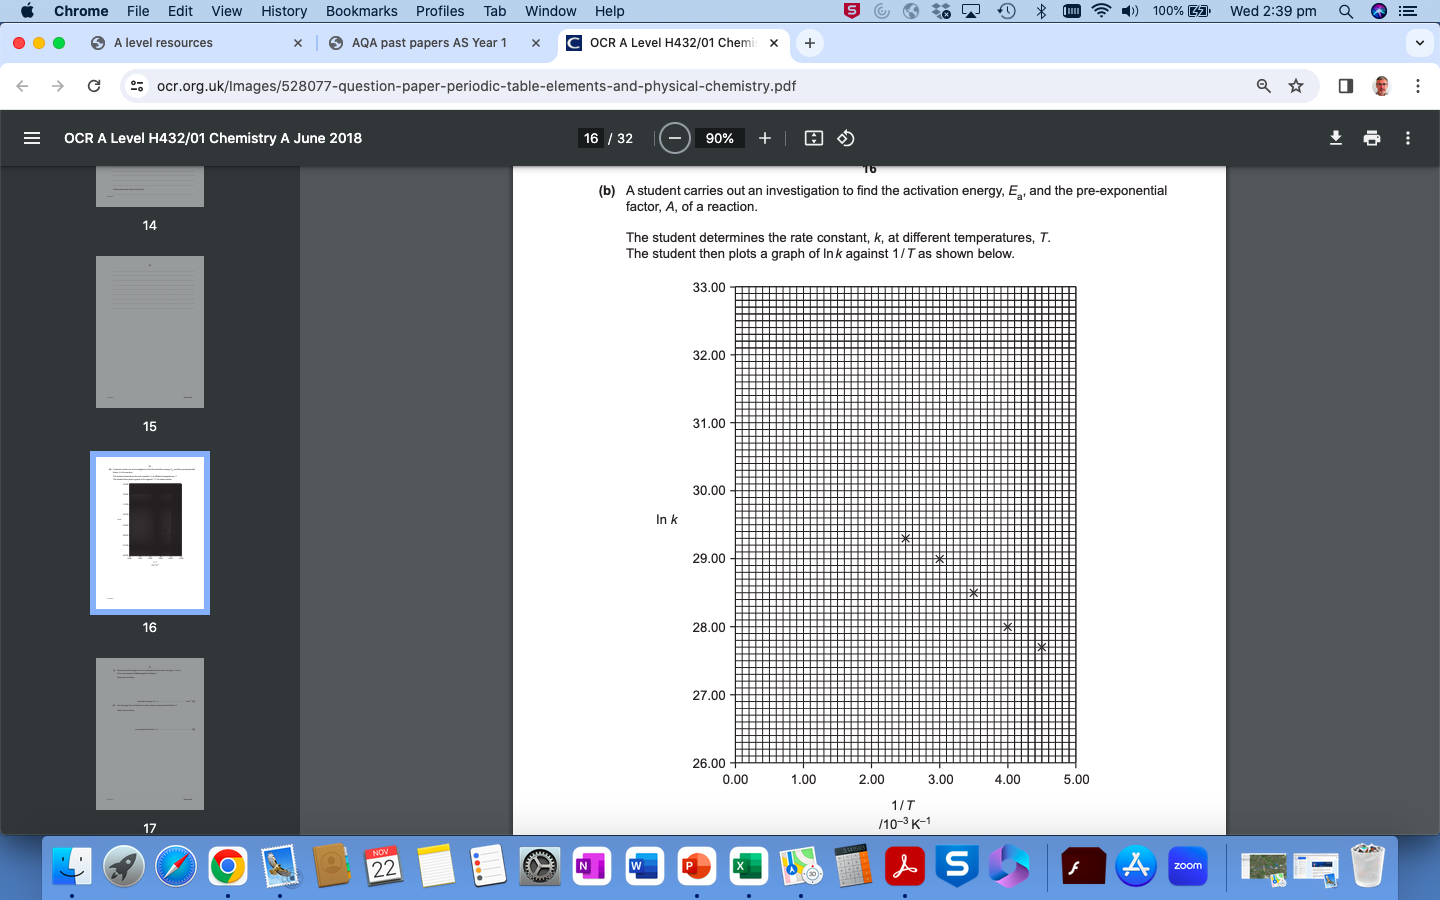 Chrome File Edit View History Bookmarks Profiles Tab Window Help
S 100% Wed 2:39 pm
A level resources
AQA past papers AS Year 1
OCR A Level H432/01 Chemi
ocr.org.uk/Images/528077-question-paper-periodic-table-elements-and-physical-chemistry.pdf
OCR A Level H432/01 Chemistry A June 2018
16 / 32
90%
14
15
16
17
16
(b) A student carries out an investigation to find the activation energy, Ea, and the pre-exponential
factor, A, of a reaction.
The student determines the rate constant, k, at different temperatures, T.
The student then plots a graph of ln k against 1/T as shown below.
33.00
32.00
31.00
30.00
ln k
29.00
28.00
27.00
26.00
0.00 1.00 2.00 3.00 4.00 5.00
1/T
/10–3 K–1
NOV
22
N
W
P
X
S
zoom